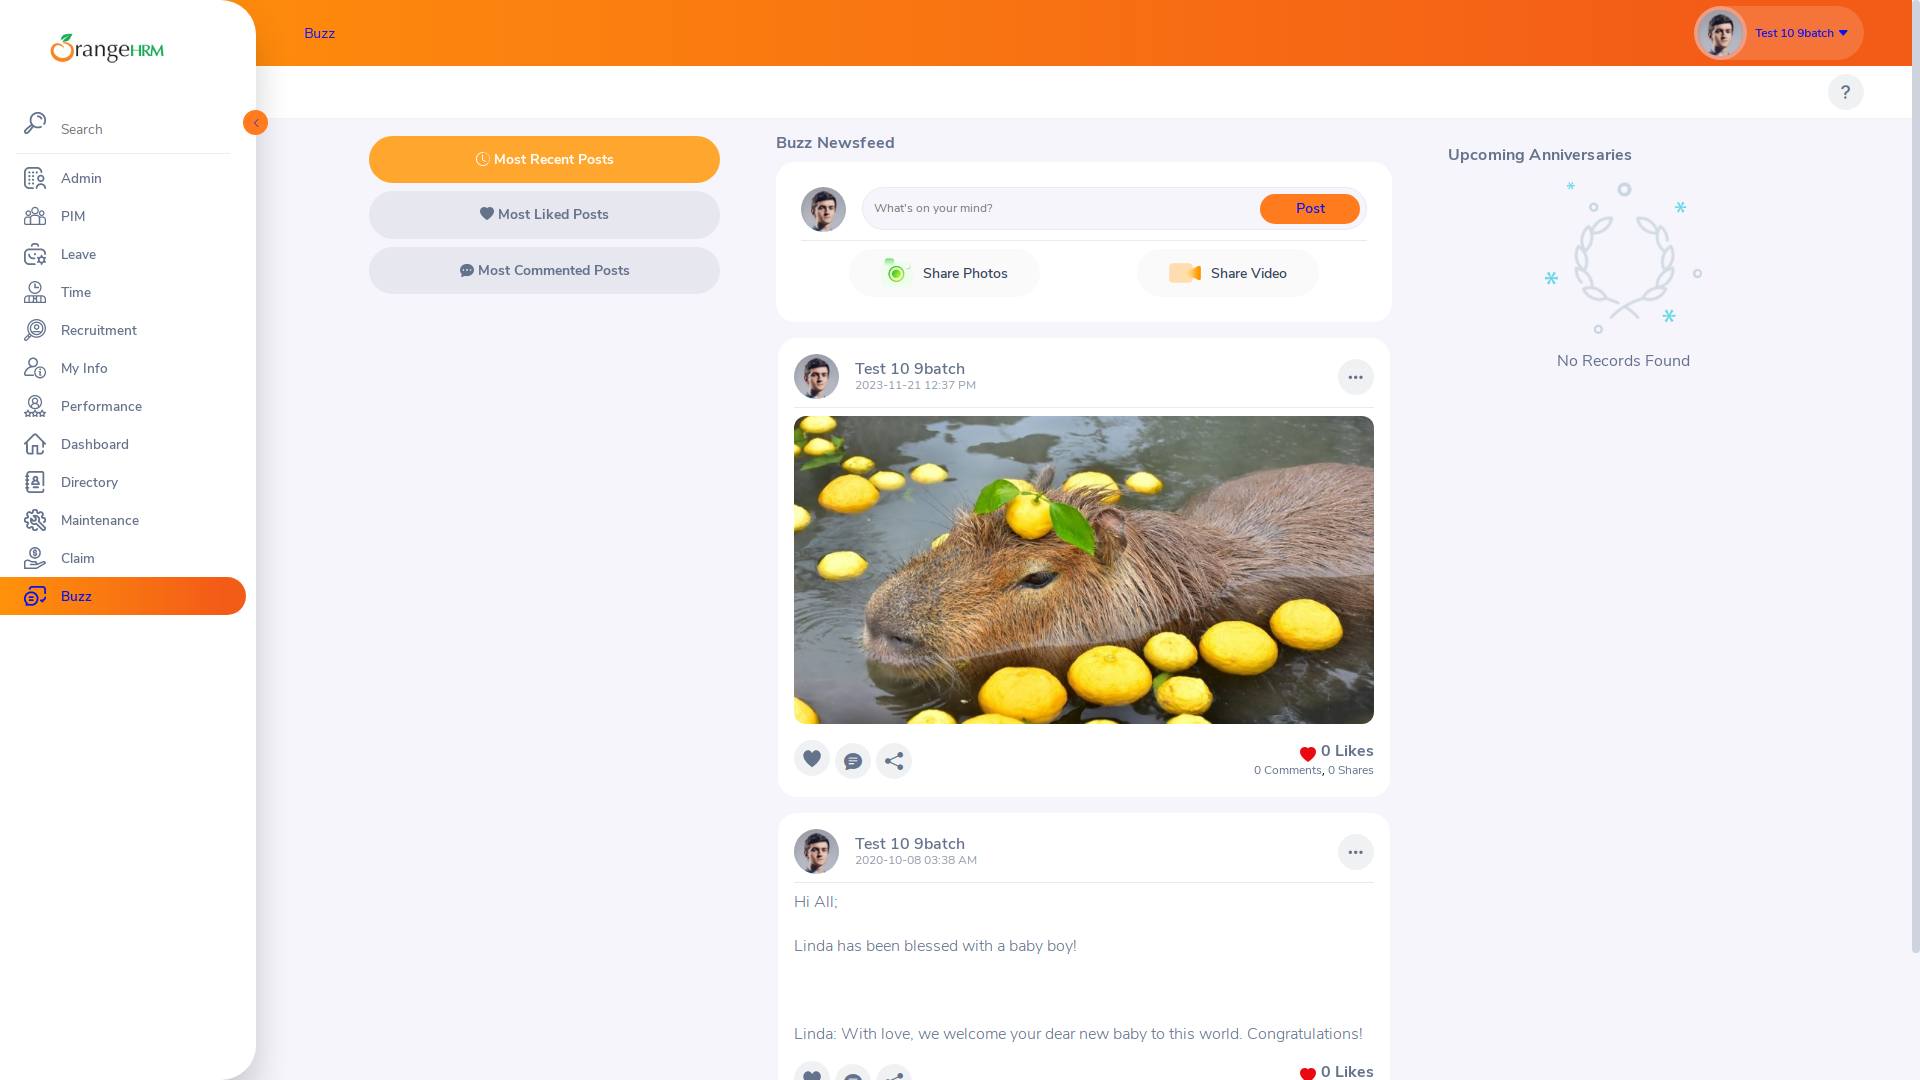 OrangeHRM
Search
Admin
PIM
Leave
Time
Recruitment
My Info
Performance
Dashboard
Directory
Maintenance
Claim
Buzz
Buzz
Test 10 9batch
?
Most Recent Posts
Most Liked Posts
Most Commented Posts
Buzz Newsfeed
What's on your mind?
Post
Share Photos
Share Video
Test 10 9batch
2023-11-21 12:37 PM
0 Likes
0 Comments, 0 Shares
Test 10 9batch
2020-10-08 03:38 AM
Hi All;
Linda has been blessed with a baby boy!
Linda: With love, we welcome your dear new baby to this world. Congratulations!
0 Likes
Upcoming Anniversaries
No Records Found